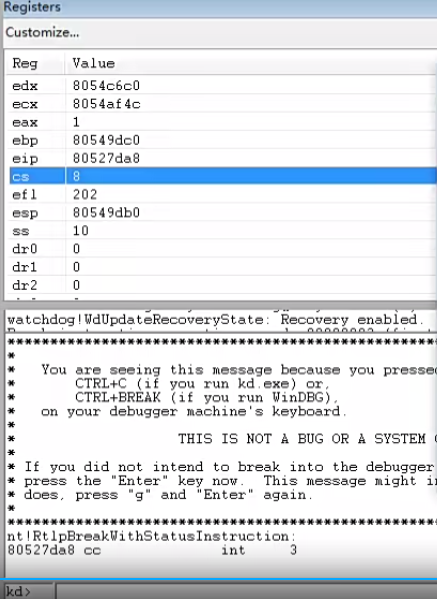 Registers
Customize...
Reg Value
edx 8054c6c0
ecx 8054af4c
eax 1
ebp 80549dc0
eip 80527da8
cs 8
efl 202
esp 80549db0
ss 10
dr0 0
dr1 0
dr2 0
watchdog!WdUpdateRecoveryState: Recovery enabled.
*******************************************************
*
* You are seeing this message because you pressed
* CTRL+C (if you run kd.exe) or,
* CTRL+BREAK (if you run WinDBG),
* on your debugger machine's keyboard.
*
* THIS IS NOT A BUG OR A SYSTEM
*
* If you did not intend to break into the debugger
* press the "Enter" key now. This message might
* does, press "g" and "Enter" again.
*
*******************************************************
nt!RtlpBreakWithStatusInstruction:
80527da8 cc int 3
kd>